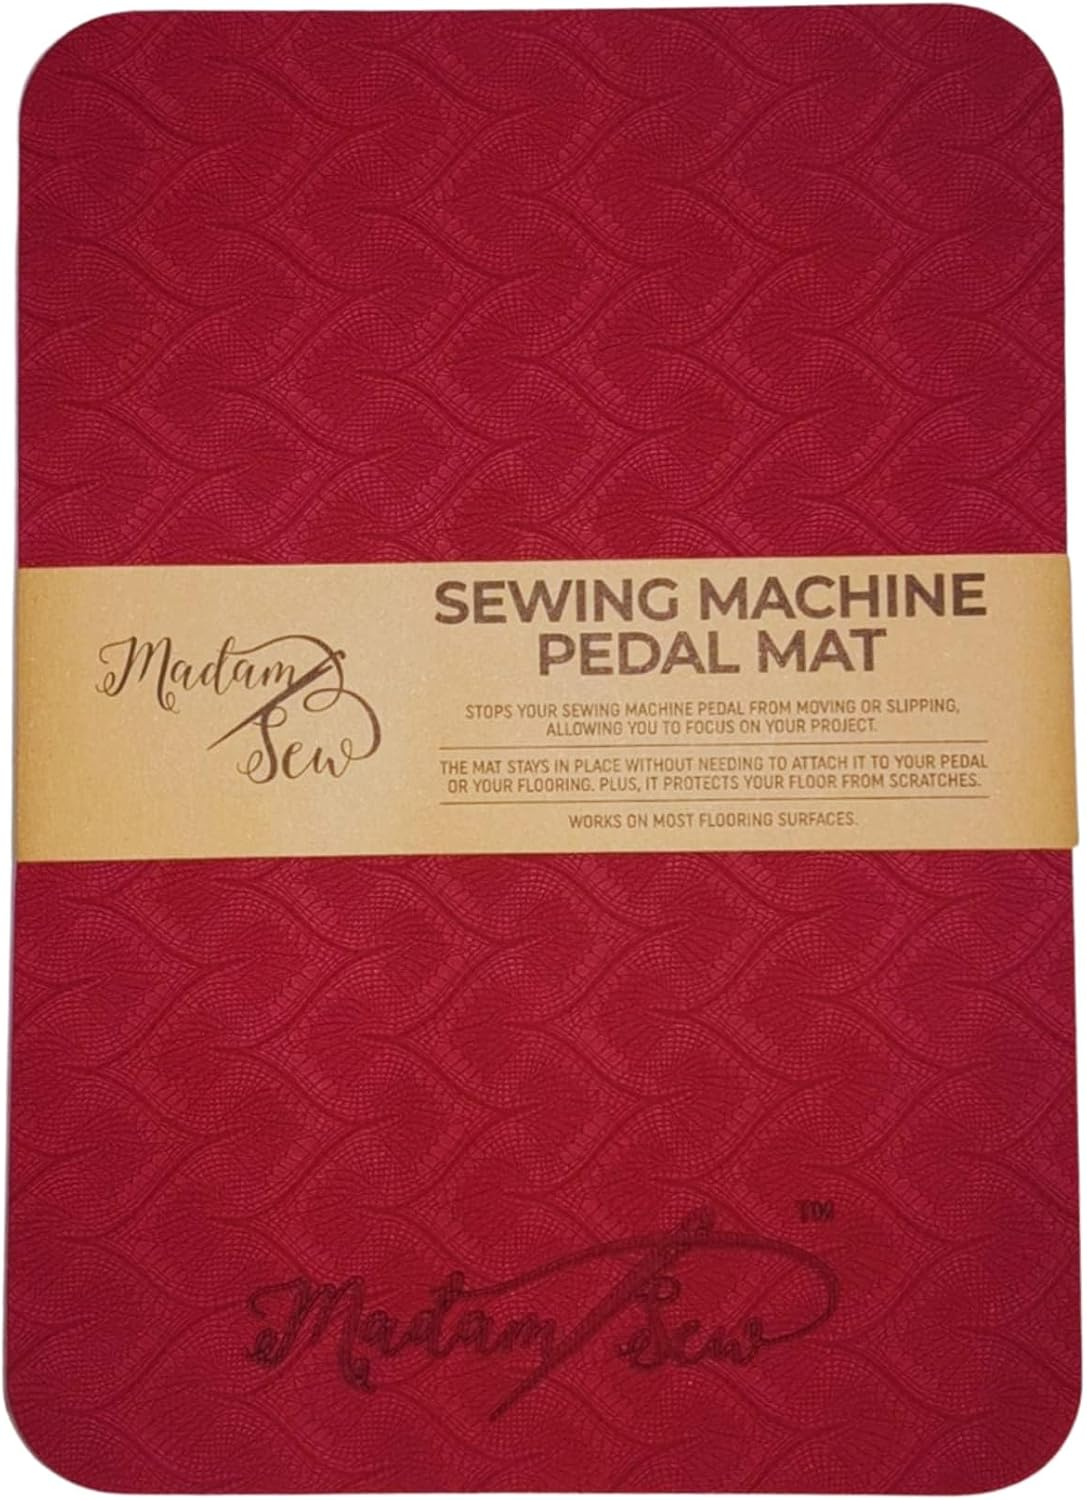 Madam
Sew
SEWING MACHINE
PEDAL MAT
STOPS YOUR SEWING MACHINE PEDAL FROM MOVING OR SLIPPING,
ALLOWING YOU TO FOCUS ON YOUR PROJECT.
THE MAT STAYS IN PLACE WITHOUT NEEDING TO ATTACH IT TO YOUR PEDAL
OR YOUR FLOORING. PLUS, IT PROTECTS YOUR FLOOR FROM SCRATCHES.
WORKS ON MOST FLOORING SURFACES.
Madam Sew™